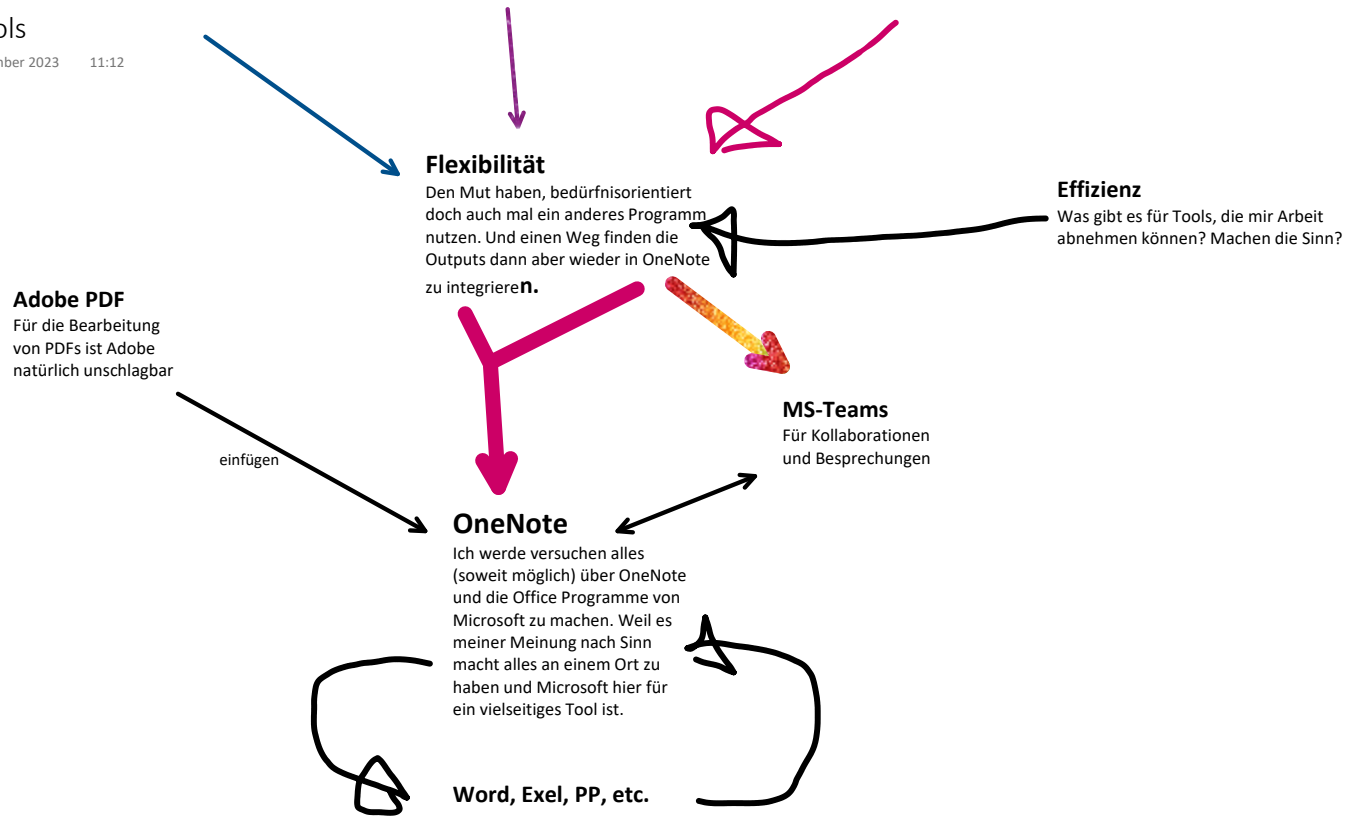 ols
mber 2023 11:12
Flexibilität
Den Mut haben, bedürfnisorientiert
doch auch mal ein anderes Programm
nutzen. Und einen Weg finden die
Outputs dann aber wieder in OneNote
zu integrieren.
Effizienz
Was gibt es für Tools, die mir Arbeit
abnehmen können? Machen die Sinn?
Adobe PDF
Für die Bearbeitung
von PDFs ist Adobe
natürlich unschlagbar
einfügen
MS-Teams
Für Kollaborationen
und Besprechungen
OneNote
Ich werde versuchen alles
(soweit möglich) über OneNote
und die Office Programme von
Microsoft zu machen. Weil es
meiner Meinung nach Sinn
macht alles an einem Ort zu
haben und Microsoft hier für
ein vielseitiges Tool ist.
Word, Exel, PP, etc.